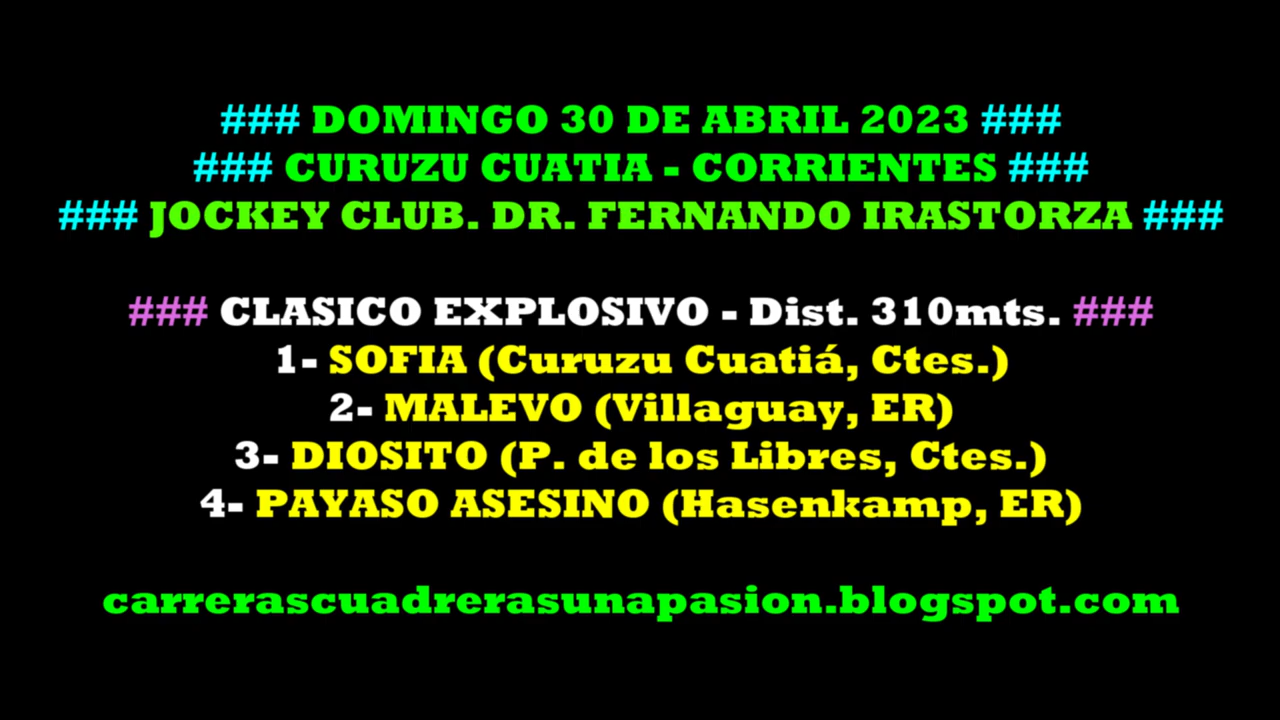 ### DOMINGO 30 DE ABRIL 2023 ###
### CURUZU CUATIA - CORRIENTES ###
### JOCKEY CLUB. DR. FERNANDO IRASTORZA ###
### CLASICO EXPLOSIVO - Dist. 310mts. ###
1- SOFIA (Curuzu Cuatiá, Ctes.)
2- MALEVO (Villaguay, ER)
3- DIOSITO (P. de los Libres, Ctes.)
4- PAYASO ASESINO (Hasenkamp, ER)
carrerascuadrerasunapasion.blogspot.com